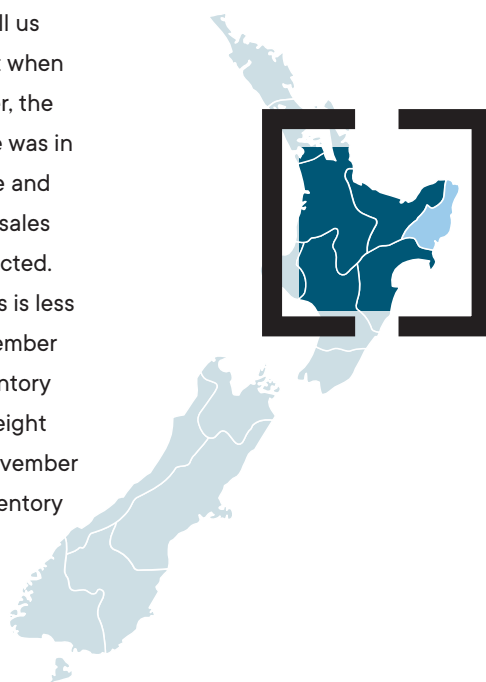 ll us
when
r, the
e was in
e and
sales
cted.
s is less
ember
ntory
eight
vember
entory